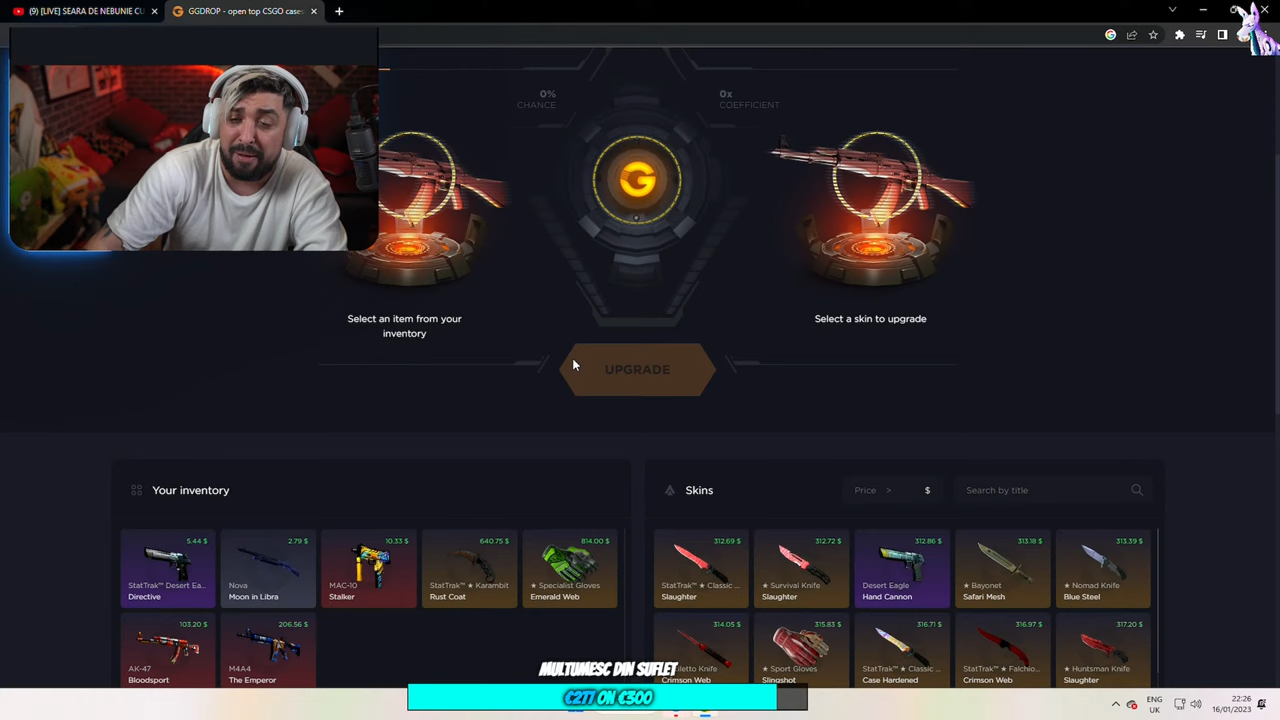 (9) [LIVE] SEARA DE NEBUNIE CU
GGDROP - open top CSGO cases
0%
CHANCE
0x
COEFFICIENT
Select an item from your
inventory
Select a skin to upgrade
UPGRADE
Your inventory
Skins
Price >
$
Search by title
5.44 $
StatTrak™ Desert Ea...
Directive
2.79 $
Nova
Moon in Libra
10.33 $
MAC-10
Stalker
640.75 $
StatTrak™ ★ Karambit
Rust Coat
814.00 $
★ Specialist Gloves
Emerald Web
312.69 $
StatTrak™ ★ Classic ...
Slaughter
312.72 $
★ Survival Knife
Slaughter
312.86 $
Desert Eagle
Hand Cannon
313.18 $
★ Bayonet
Safari Mesh
313.39 $
★ Nomad Knife
Blue Steel
103.20 $
AK-47
Bloodsport
206.56 $
M4A4
The Emperor
314.05 $
Crimson Web
315.83 $
★ Sport Gloves
Slingshot
316.71 $
StatTrak™ ★ Classic ...
Case Hardened
316.97 $
StatTrak™ ★ Falchio...
Crimson Web
317.20 $
★ Huntsman Knife
Slaughter
MULTUMESC DIN SUFLET
€277 ON €300
ENG
UK
22:26
16/01/2023